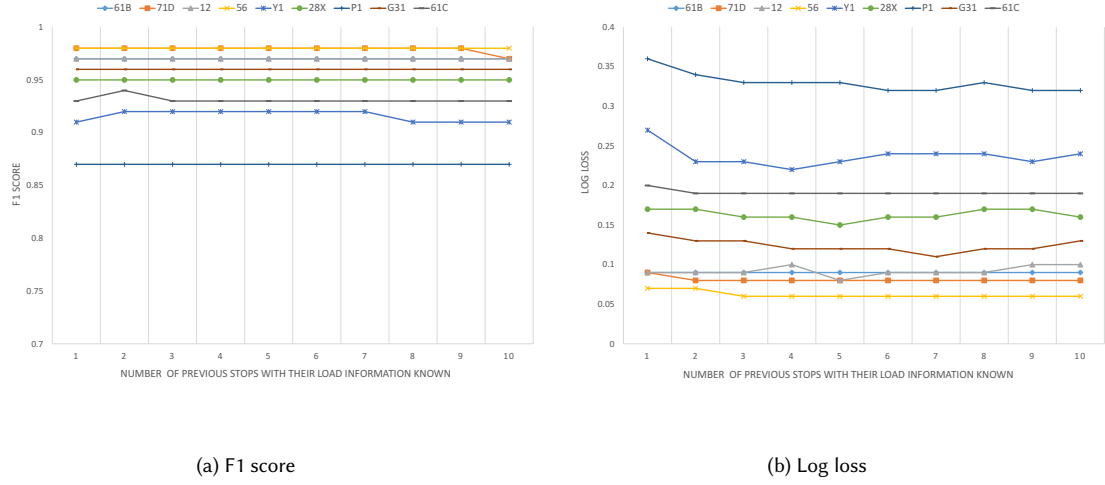 61B 71D 12 56 Y1 28X P1 G31 61C
1
0.95
0.9
0.85
0.8
0.75
0.7
F1 SCORE
1 2 3 4 5 6 7 8 9 10
NUMBER OF PREVIOUS STOPS WITH THEIR LOAD INFORMATION KNOWN
(a) F1 score
61B 71D 12 56 Y1 28X P1 G31 61C
0.4
0.35
0.3
0.25
0.2
0.15
0.1
0.05
0
LOG LOSS
1 2 3 4 5 6 7 8 9 10
NUMBER OF PREVIOUS STOPS WITH THEIR LOAD INFORMATION KNOWN
(b) Log loss